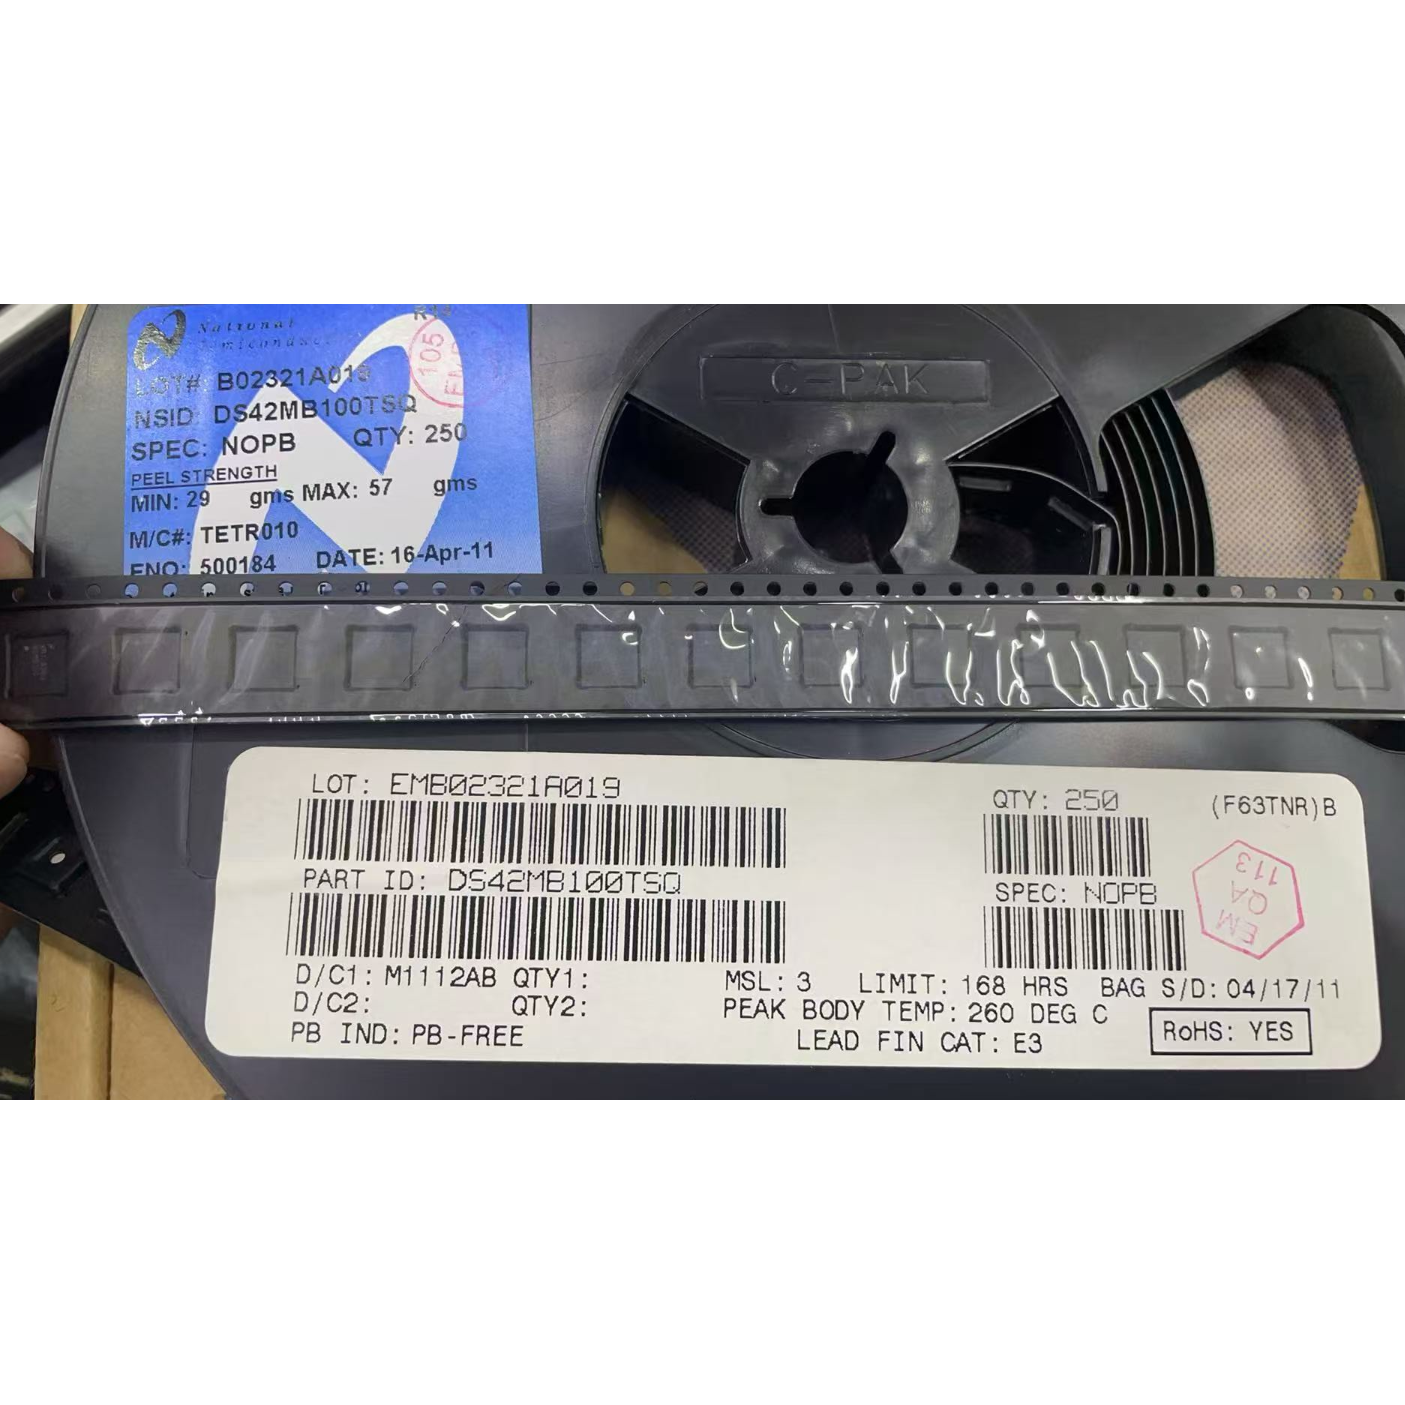 National
Semiconductor
LOT#: B02321A019
NSID: DS42MB100TSQ
SPEC: NOPB QTY: 250
PEEL STRENGTH
MIN: 29 gms MAX: 57 gms
M/C#: TETR010
ENO: 500184 DATE: 16-Apr-11
105
C-PAK
LOT: EMB02321A019
QTY: 250 (F63TNR)B
PART ID: DS42MB100TSQ
SPEC: NOPB
EM
QA
113
D/C1: M1112AB QTY1: MSL: 3 LIMIT: 168 HRS BAG S/D: 04/17/11
D/C2: QTY2: PEAK BODY TEMP: 260 DEG C
PB IND: PB-FREE LEAD FIN CAT: E3 RoHS: YES